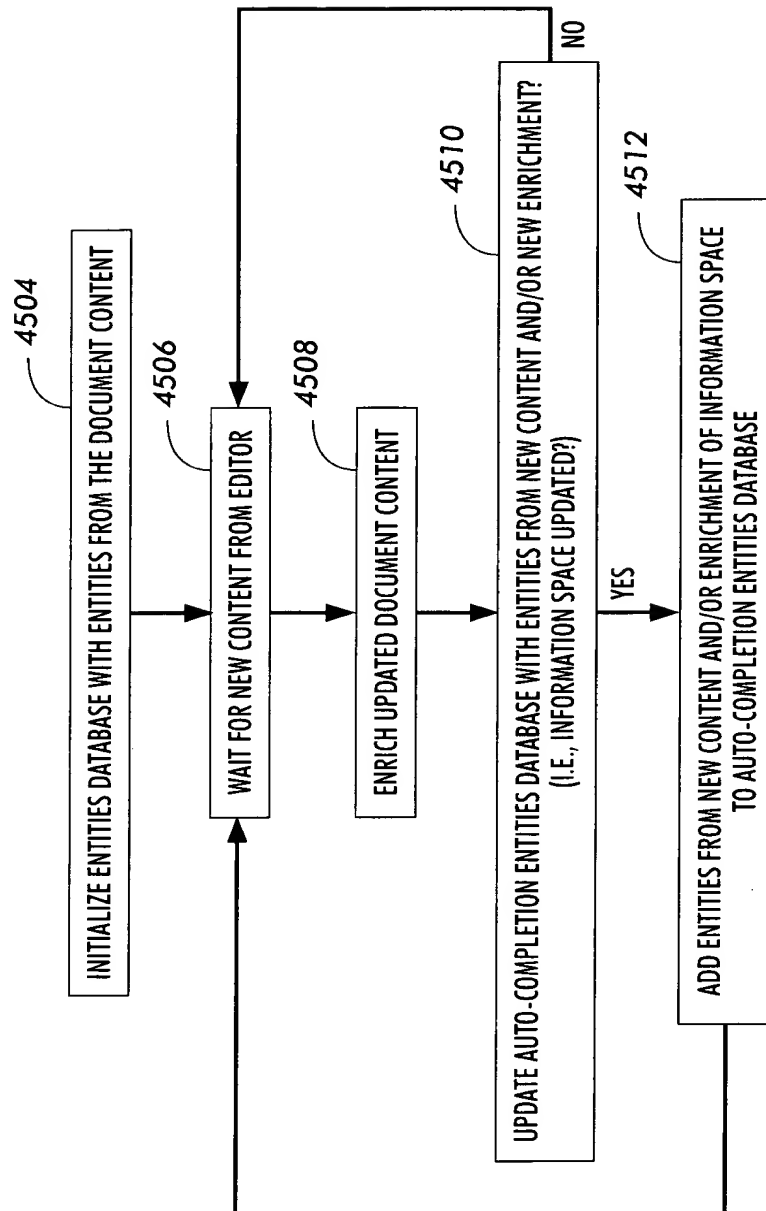 4504
INITIALIZE ENTITIES DATABASE WITH ENTITIES FROM THE DOCUMENT CONTENT
4506
WAIT FOR NEW CONTENT FROM EDITOR
4508
ENRICH UPDATED DOCUMENT CONTENT
4510
UPDATE AUTO-COMPLETION ENTITIES DATABASE WITH ENTITIES FROM NEW CONTENT AND/OR NEW ENRICHMENT?
(I.E., INFORMATION SPACE UPDATED?)
NO
YES
4512
ADD ENTITIES FROM NEW CONTENT AND/OR ENRICHMENT OF INFORMATION SPACE
TO AUTO-COMPLETION ENTITIES DATABASE